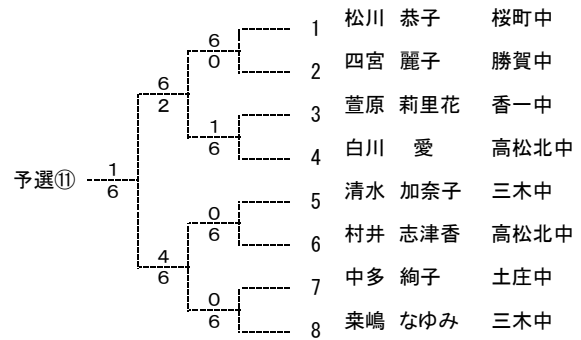 6
0
1 松川 恭子 桜町中
2 四宮 麗子 勝賀中
6
2
1
6
3 萱原 莉里花 香一中
4 白川 愛 高松北中
予選⑪
1
6
0
6
5 清水 加奈子 三木中
6 村井 志津香 高松北中
4
6
0
6
7 中多 絢子 土庄中
8 桒嶋 なゆみ 三木中